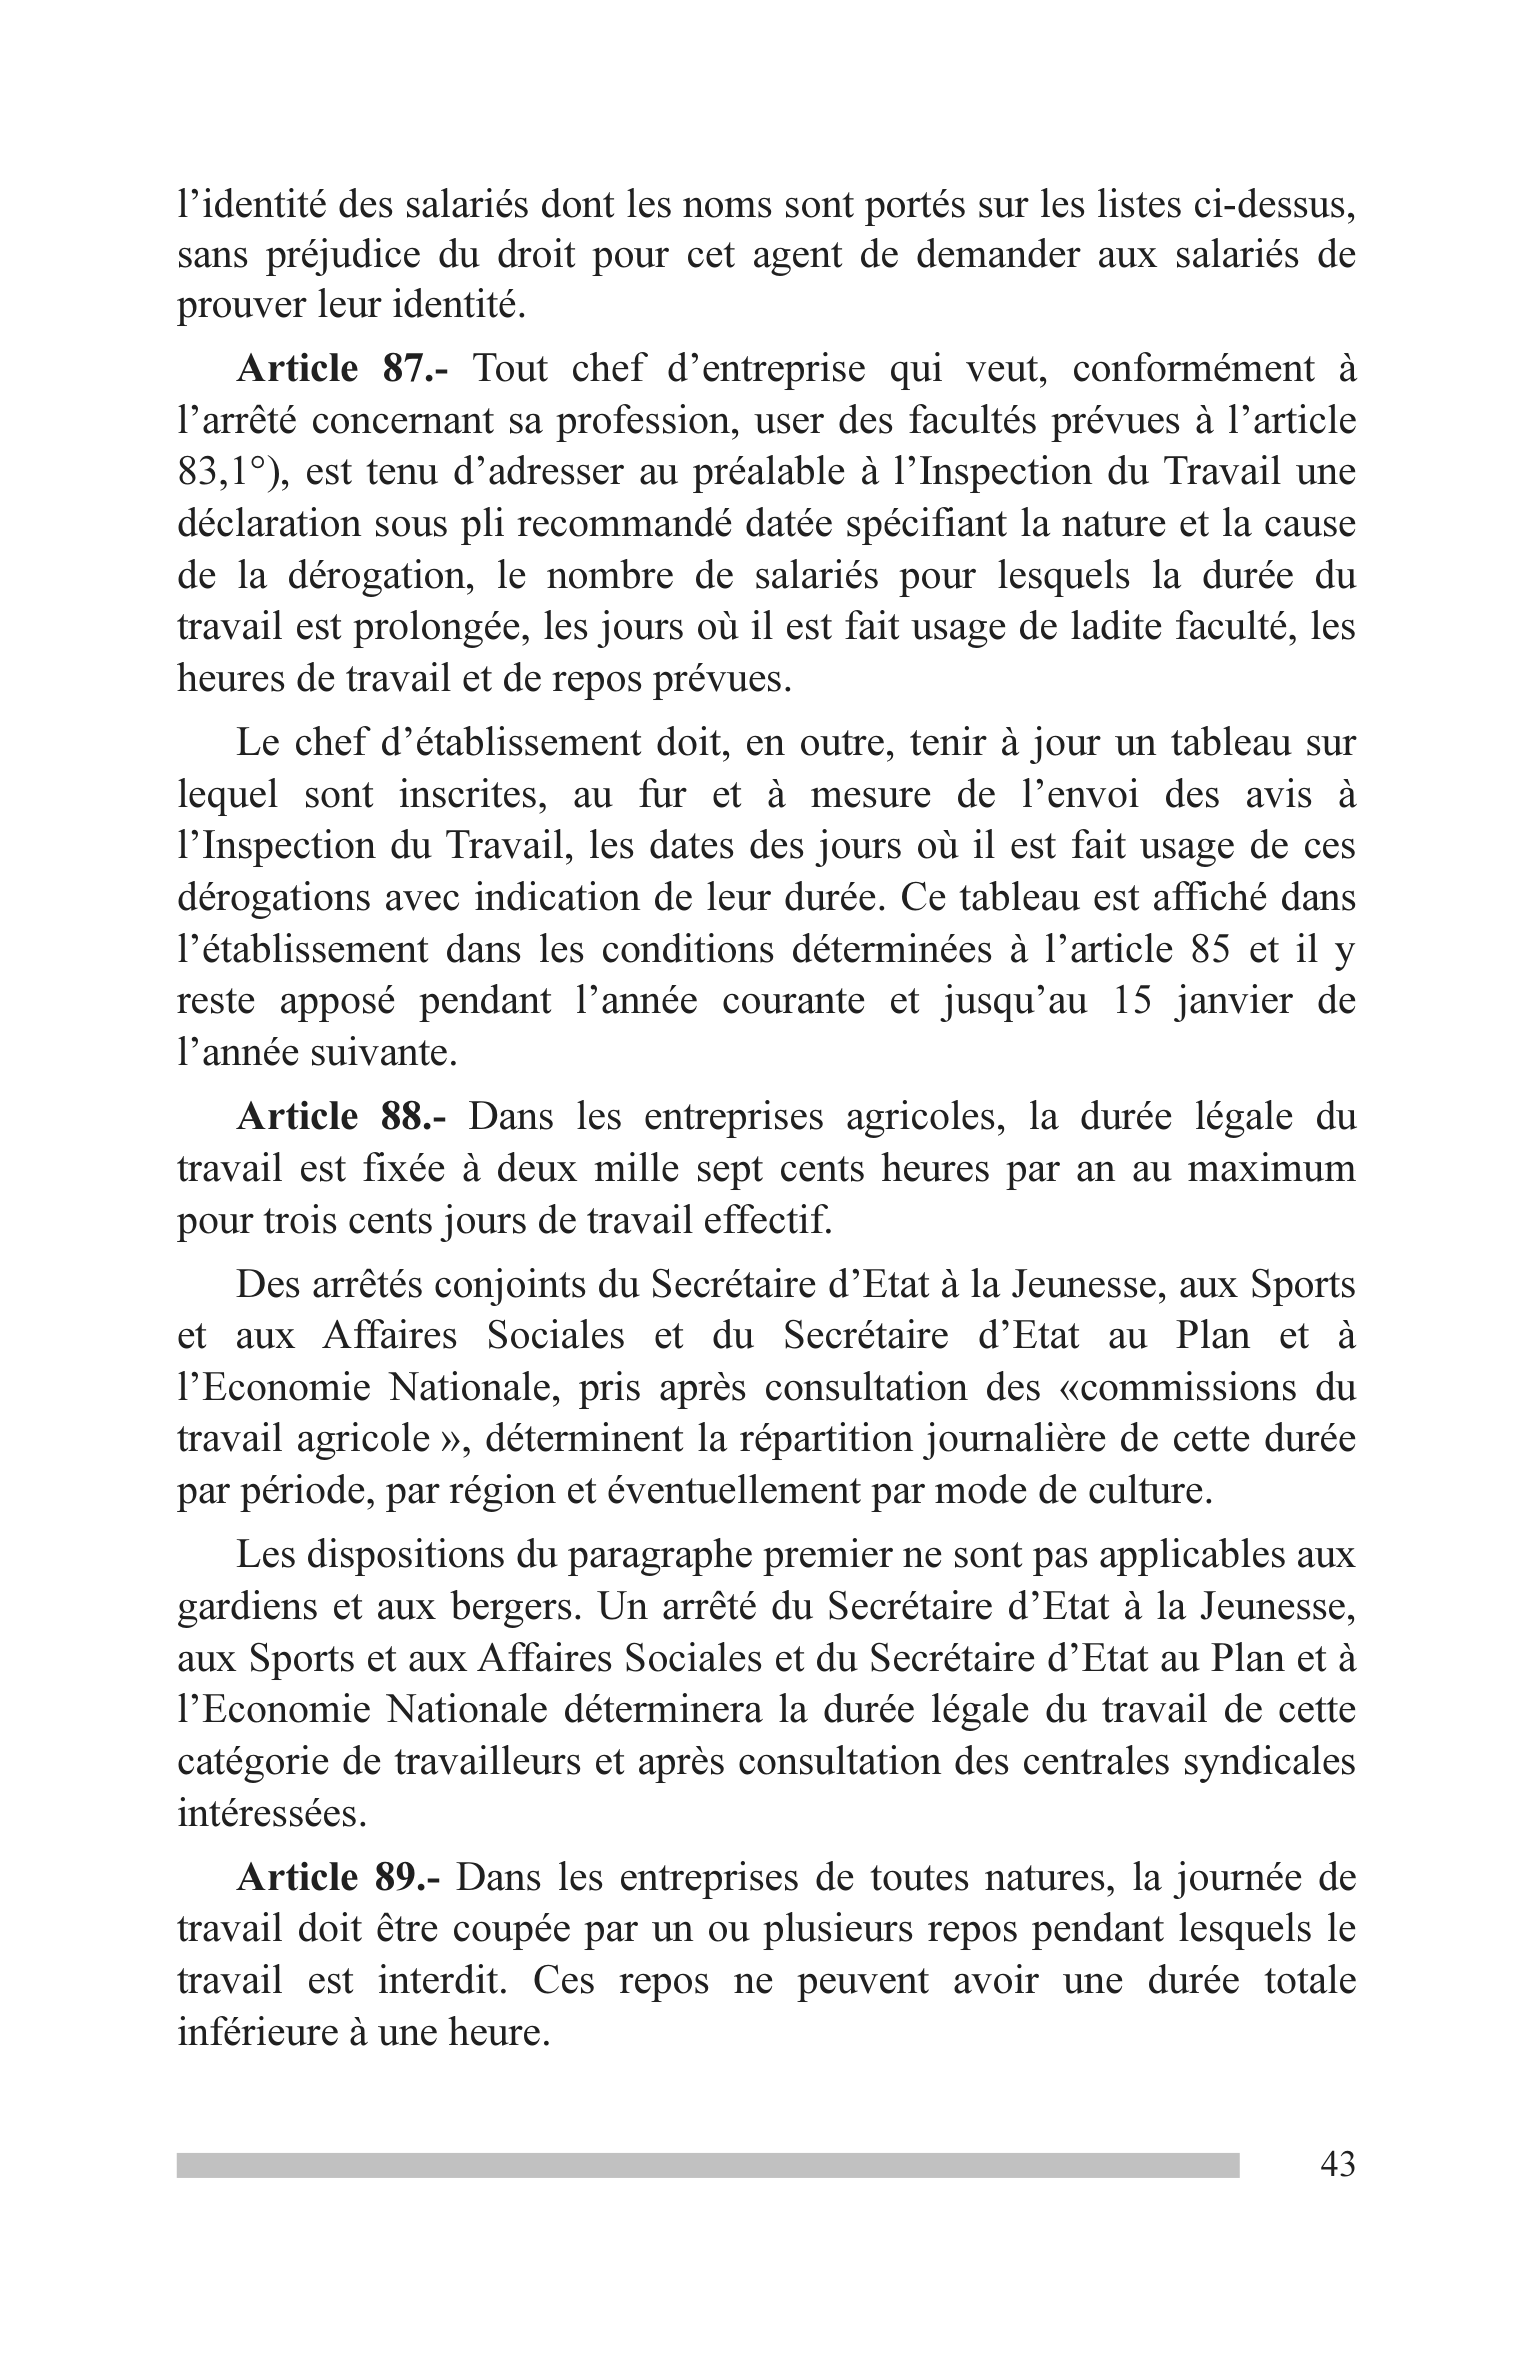 l’identité des salariés dont les noms sont portés sur les listes ci-dessus,
sans préjudice du droit pour cet agent de demander aux salariés de
prouver leur identité.
Article 87.- Tout chef d’entreprise qui veut, conformément à
l’arrêté concernant sa profession, user des facultés prévues à l’article
83,1°), est tenu d’adresser au préalable à l’Inspection du Travail une
déclaration sous pli recommandé datée spécifiant la nature et la cause
de la dérogation, le nombre de salariés pour lesquels la durée du
travail est prolongée, les jours où il est fait usage de ladite faculté, les
heures de travail et de repos prévues.
Le chef d’établissement doit, en outre, tenir à jour un tableau sur
lequel sont inscrites, au fur et à mesure de l’envoi des avis à
l’Inspection du Travail, les dates des jours où il est fait usage de ces
dérogations avec indication de leur durée. Ce tableau est affiché dans
l’établissement dans les conditions déterminées à l’article 85 et il y
reste apposé pendant l’année courante et jusqu’au 15 janvier de
l’année suivante.
Article 88.- Dans les entreprises agricoles, la durée légale du
travail est fixée à deux mille sept cents heures par an au maximum
pour trois cents jours de travail effectif.
Des arrêtés conjoints du Secrétaire d’Etat à la Jeunesse, aux Sports
et aux Affaires Sociales et du Secrétaire d’Etat au Plan et à
l’Economie Nationale, pris après consultation des «commissions du
travail agricole », déterminent la répartition journalière de cette durée
par période, par région et éventuellement par mode de culture.
Les dispositions du paragraphe premier ne sont pas applicables aux
gardiens et aux bergers. Un arrêté du Secrétaire d’Etat à la Jeunesse,
aux Sports et aux Affaires Sociales et du Secrétaire d’Etat au Plan et à
l’Economie Nationale déterminera la durée légale du travail de cette
catégorie de travailleurs et après consultation des centrales syndicales
intéressées.
Article 89.- Dans les entreprises de toutes natures, la journée de
travail doit être coupée par un ou plusieurs repos pendant lesquels le
travail est interdit. Ces repos ne peuvent avoir une durée totale
inférieure à une heure.
43